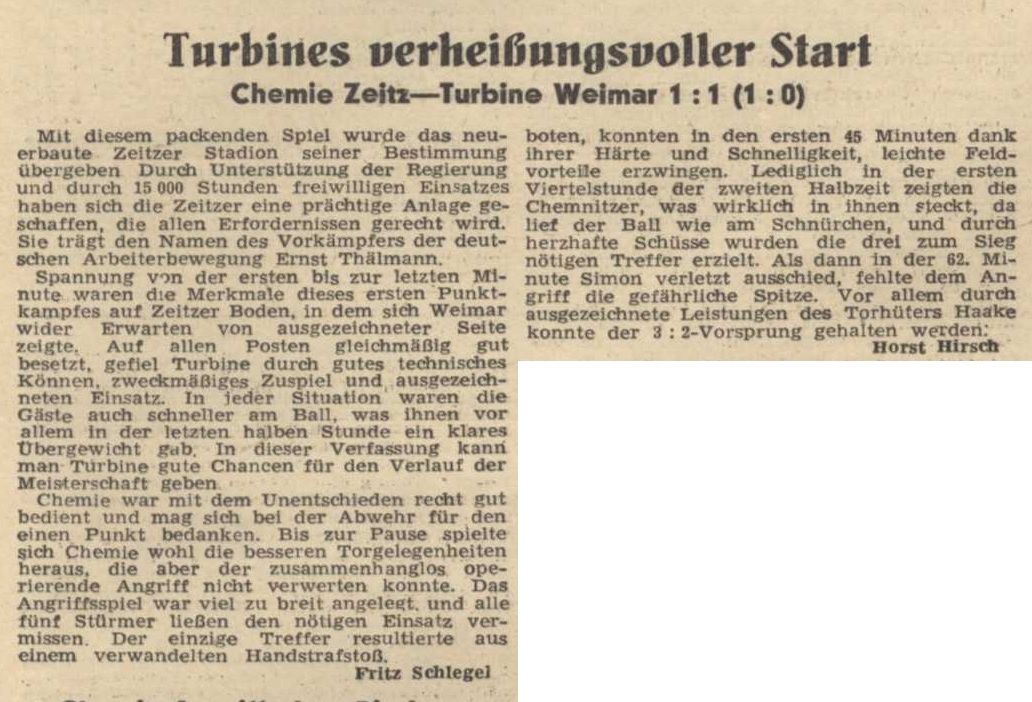 Turbines verheißungsvoller Start
Chemie Zeitz—Turbine Weimar 1 : 1 (1 : 0)
Mit diesem packenden Spiel wurde das neu-
erbaute Zeitzer Stadion seiner Bestimmung
übergeben Durch Unterstützung der Regierung
und durch 15 000 Stunden freiwilligen Einsatzes
haben sich die Zeitzer eine prächtige Anlage ge-
schaffen, die allen Erfordernissen gerecht wird.
Sie trägt den Namen des Vorkämpfers der deut-
schen Arbeiterbewegung Ernst Thälmann.
Spannung von der ersten bis zur letzten Mi-
nute waren die Merkmale dieses ersten Punkt-
kampfes auf Zeitzer Boden, in dem sich Weimar
wider Erwarten von ausgezeichneter Seite
zeigte. Auf allen Posten gleichmäßig gut
besetzt, gefiel Turbine durch gutes technisches
Können, zweckmäßiges Zuspiel und ausgezeich-
neten Einsatz. In jeder Situation waren die
Gäste auch schneller am Ball, was ihnen vor
allem in der letzten halben Stunde ein klares
Übergewicht gab. In dieser Verfassung kann
man Turbine gute Chancen für den Verlauf der
Meisterschaft geben.
Chemie war mit dem Unentschieden recht gut
bedient und mag sich bei der Abwehr für den
einen Punkt bedanken. Bis zur Pause spielte
sich Chemie wohl die besseren Torgelegenheiten
heraus, die aber der zusammenhanglos ope-
rierende Angriff nicht verwerten konnte. Das
Angriffsspiel war viel zu breit angelegt, und alle
fünf Stürmer ließen den nötigen Einsatz ver-
missen. Der einzige Treffer resultierte aus
einem verwandelten Handstrafstoß.
Fritz Schlegel
boten, konnten in den ersten 45 Minuten dank
ihrer Härte und Schnelligkeit, leichte Feld-
vorteile erzwingen. Lediglich in der ersten
Viertelstunde der zweiten Halbzeit zeigten die
Chemnitzer, was wirklich in ihnen steckt, da
lief der Ball wie am Schnürchen, und durch
herzhafte Schüsse wurden die drei zum Sieg
nötigen Treffer erzielt. Als dann in der 62. Mi-
nute Simon verletzt ausschied, fehlte dem An-
griff die gefährliche Spitze. Vor allem durch
ausgezeichnete Leistungen des Torhüters Haake
konnte der 3 : 2-Vorsprung gehalten werden.
Horst Hirsch